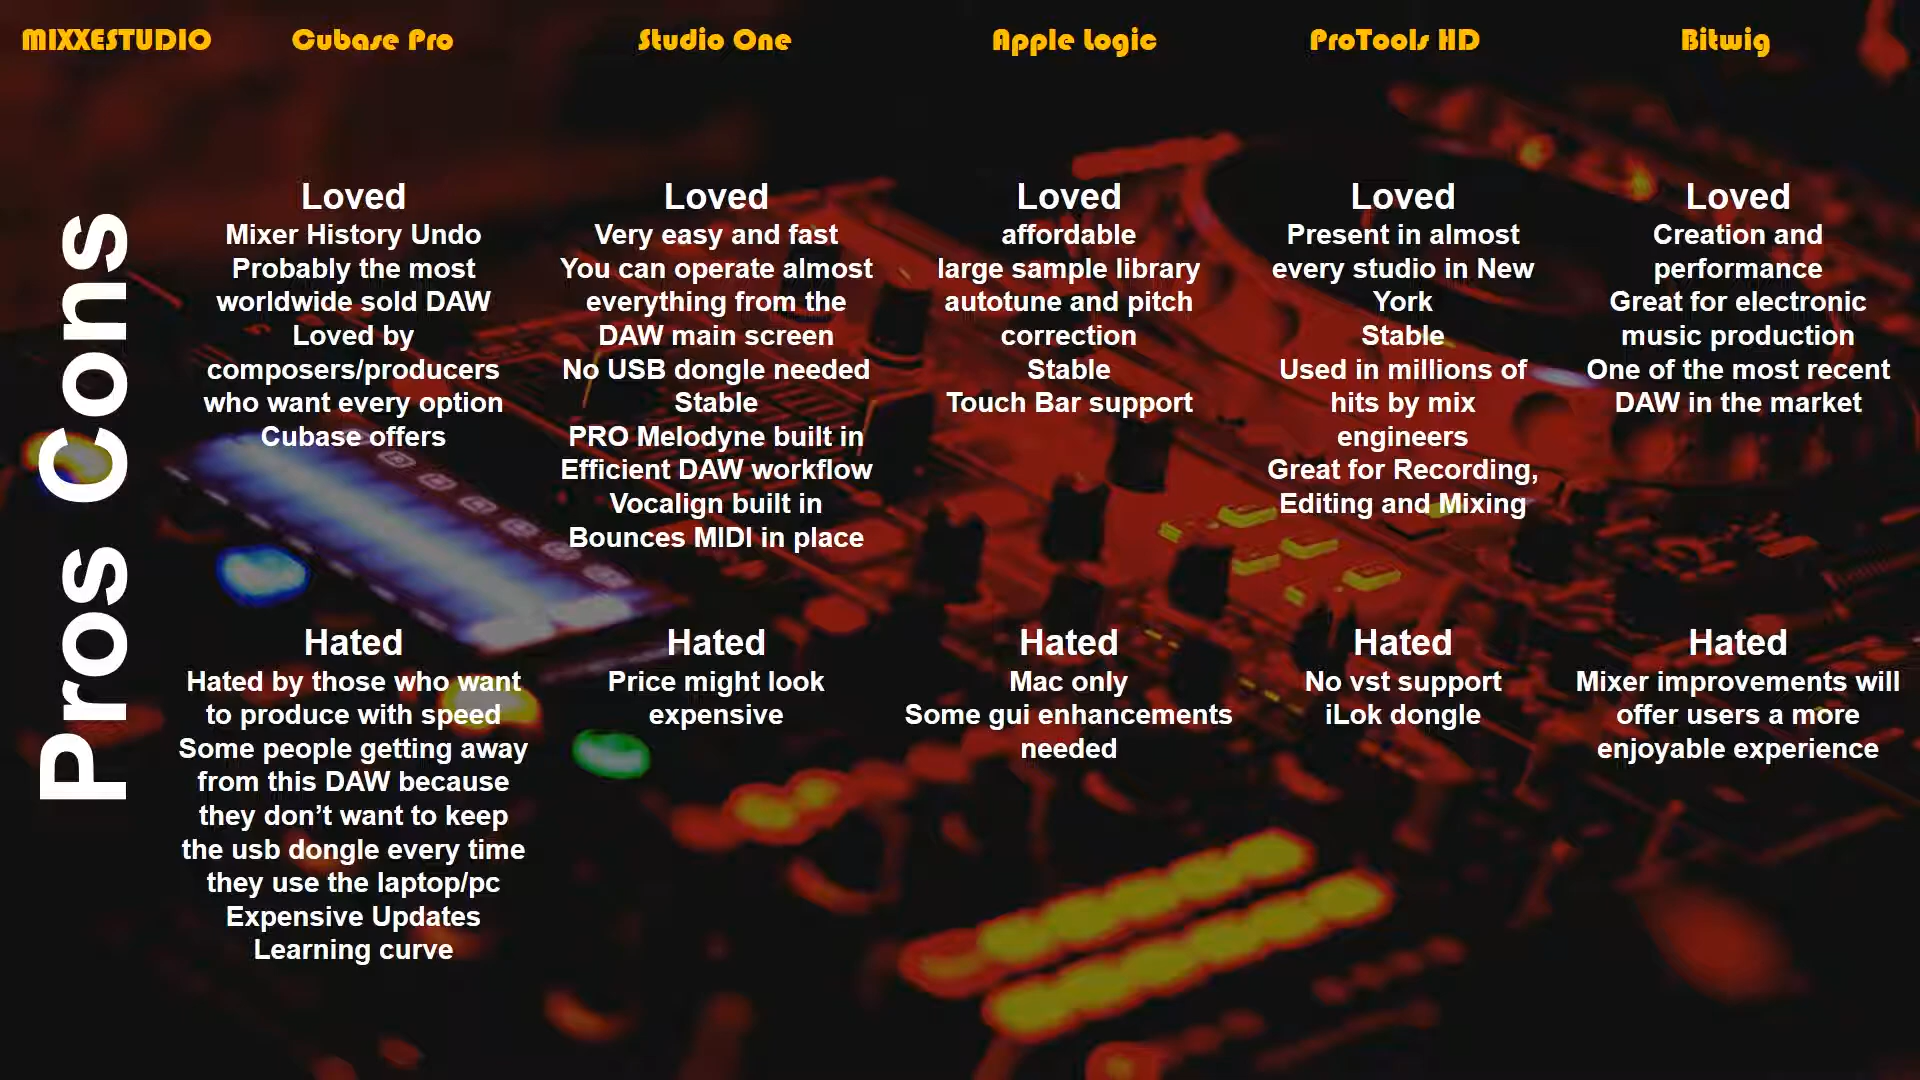 MIXXESTUDIO
Cubase Pro
Studio One
Apple Logic
ProTools HD
Bitwig
Pros Cons
Loved
Mixer History Undo
Probably the most
worldwide sold DAW
Loved by
composers/producers
who want every option
Cubase offers
Loved
Very easy and fast
You can operate almost
everything from the
DAW main screen
No USB dongle needed
Stable
PRO Melodyne built in
Efficient DAW workflow
Vocalign built in
Bounces MIDI in place
Loved
affordable
large sample library
autotune and pitch
correction
Stable
Touch Bar support
Loved
Present in almost
every studio in New
York
Stable
Used in millions of
hits by mix
engineers
Great for Recording,
Editing and Mixing
Loved
Creation and
performance
Great for electronic
music production
One of the most recent
DAW in the market
Hated
Hated by those who want
to produce with speed
Some people getting away
from this DAW because
they don’t want to keep
the usb dongle every time
they use the laptop/pc
Expensive Updates
Learning curve
Hated
Price might look
expensive
Hated
Mac only
Some gui enhancements
needed
Hated
No vst support
iLok dongle
Hated
Mixer improvements will
offer users a more
enjoyable experience